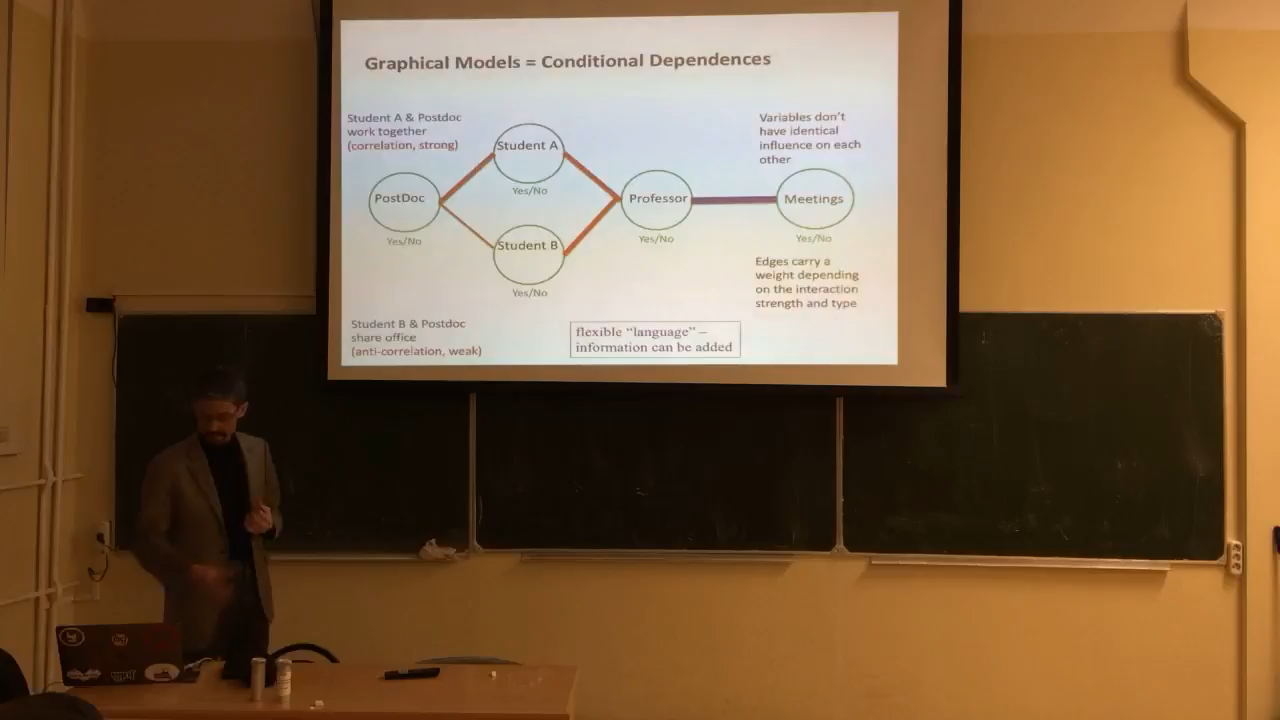 Graphical Models = Conditional Dependences
Student A & Postdoc
work together
(correlation, strong)
Student A
Yes/No
Variables don't
have identical
influence on each
other
PostDoc
Yes/No
Professor
Yes/No
Meetings
Yes/No
Student B
Yes/No
Edges carry a
weight depending
on the interaction
strength and type
Student B & Postdoc
share office
(anti-correlation, weak)
flexible "language" –
information can be added